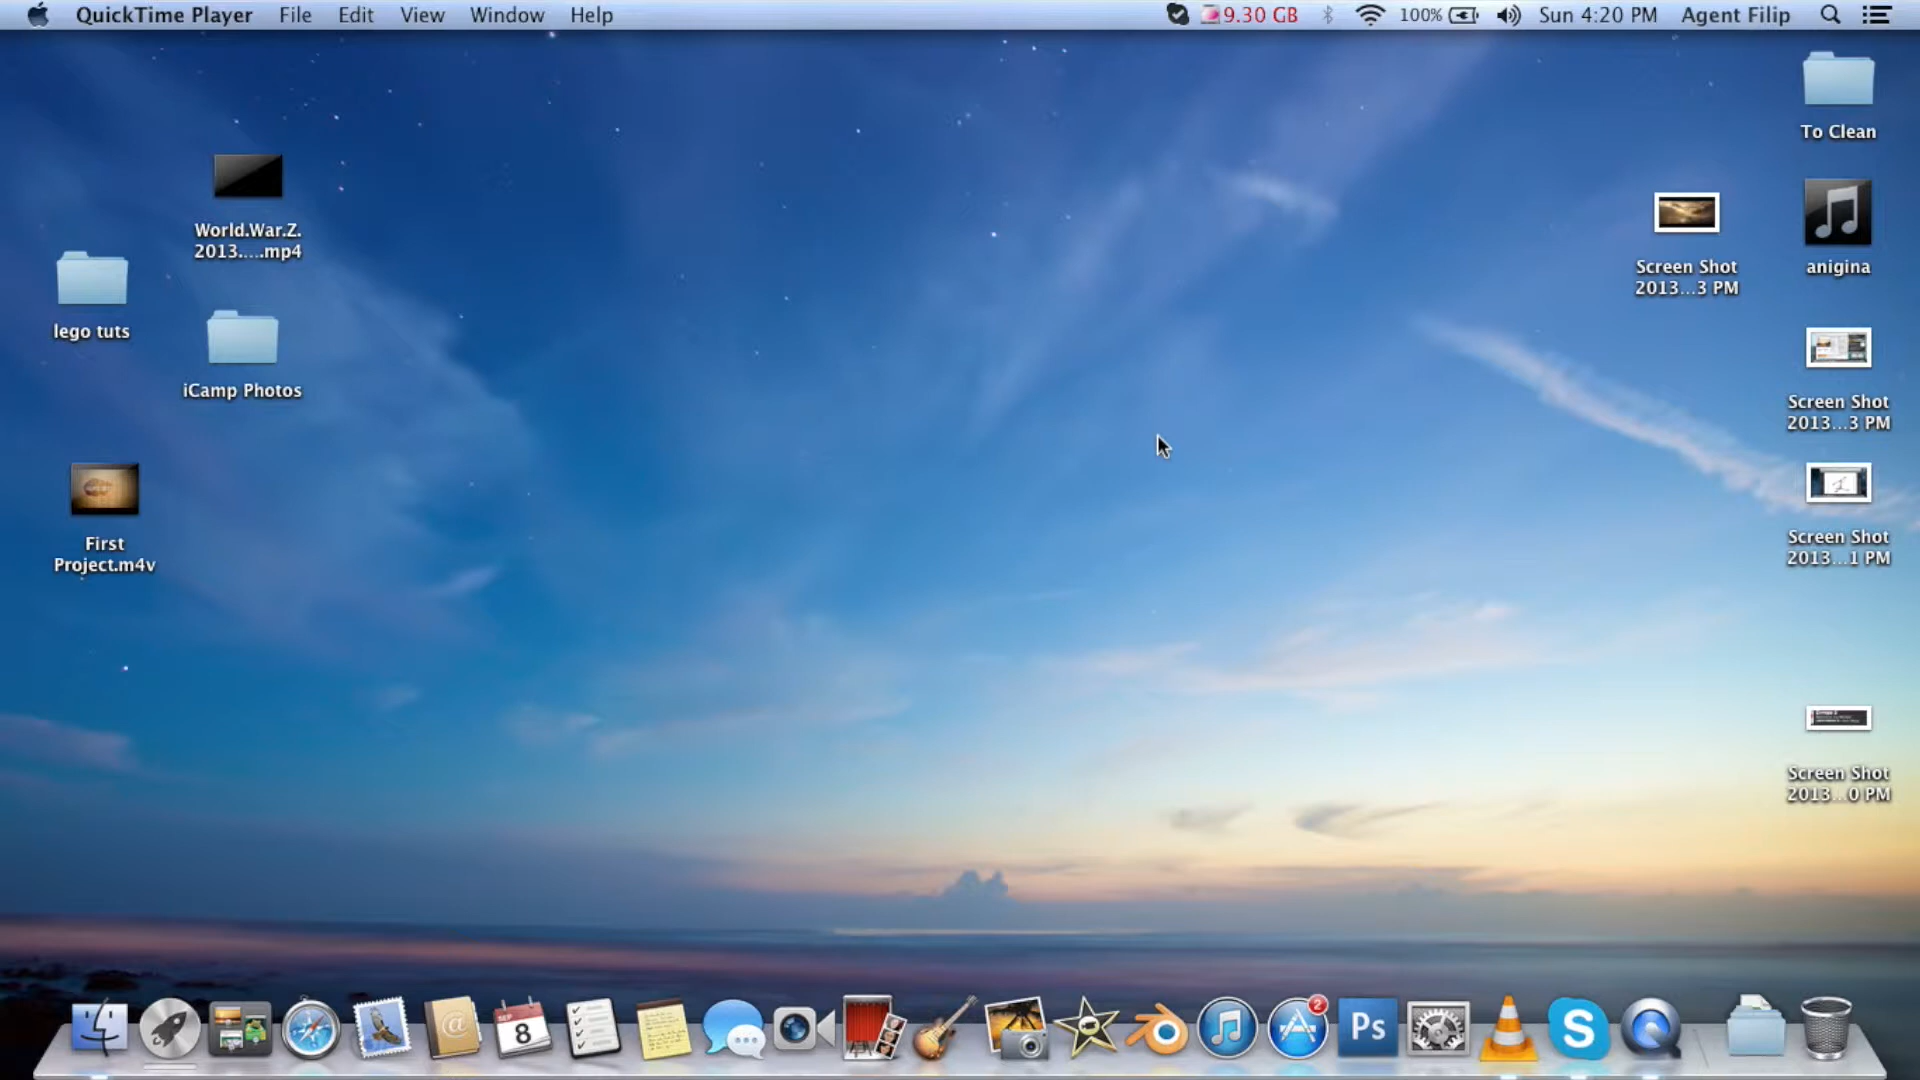 QuickTime Player File Edit View Window Help 9.30 GB 100% Sun 4:20 PM Agent Filip
To Clean
World.War.Z.
2013....mp4
lego tuts
iCamp Photos
First
Project.m4v
Screen Shot
2013...3 PM
anigina
Screen Shot
2013...3 PM
Screen Shot
2013...1 PM
Screen Shot
2013...0 PM
@
SEP
8
2
Ps
S